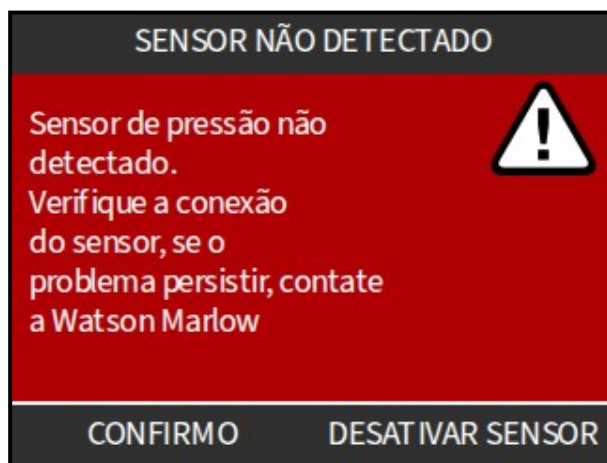 SENSOR NÃO DETECTADO
Sensor de pressão não
detectado.
Verifique a conexão
do sensor, se o
problema persistir, contate
a Watson Marlow
CONFIRMO DESATIVAR SENSOR